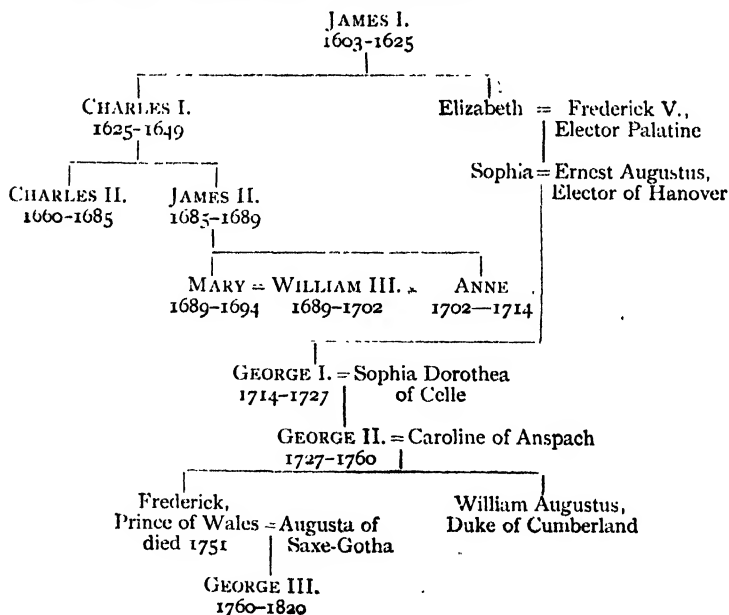 JAMES I.
1603-1625
CHARLES I.
1625-1649
Elizabeth = Frederick V.,
Elector Palatine
Sophia = Ernest Augustus,
Elector of Hanover
CHARLES II.
1660-1685
JAMES II.
1685-1689
MARY = WILLIAM III.
1689-1694 1689-1702
ANNE
1702—1714
GEORGE I. = Sophia Dorothea
1714-1727 of Celle
GEORGE II. = Caroline of Anspach
1727-1760
Frederick,
Prince of Wales = Augusta of
died 1751 Saxe-Gotha
William Augustus,
Duke of Cumberland
GEORGE III.
1760-1820